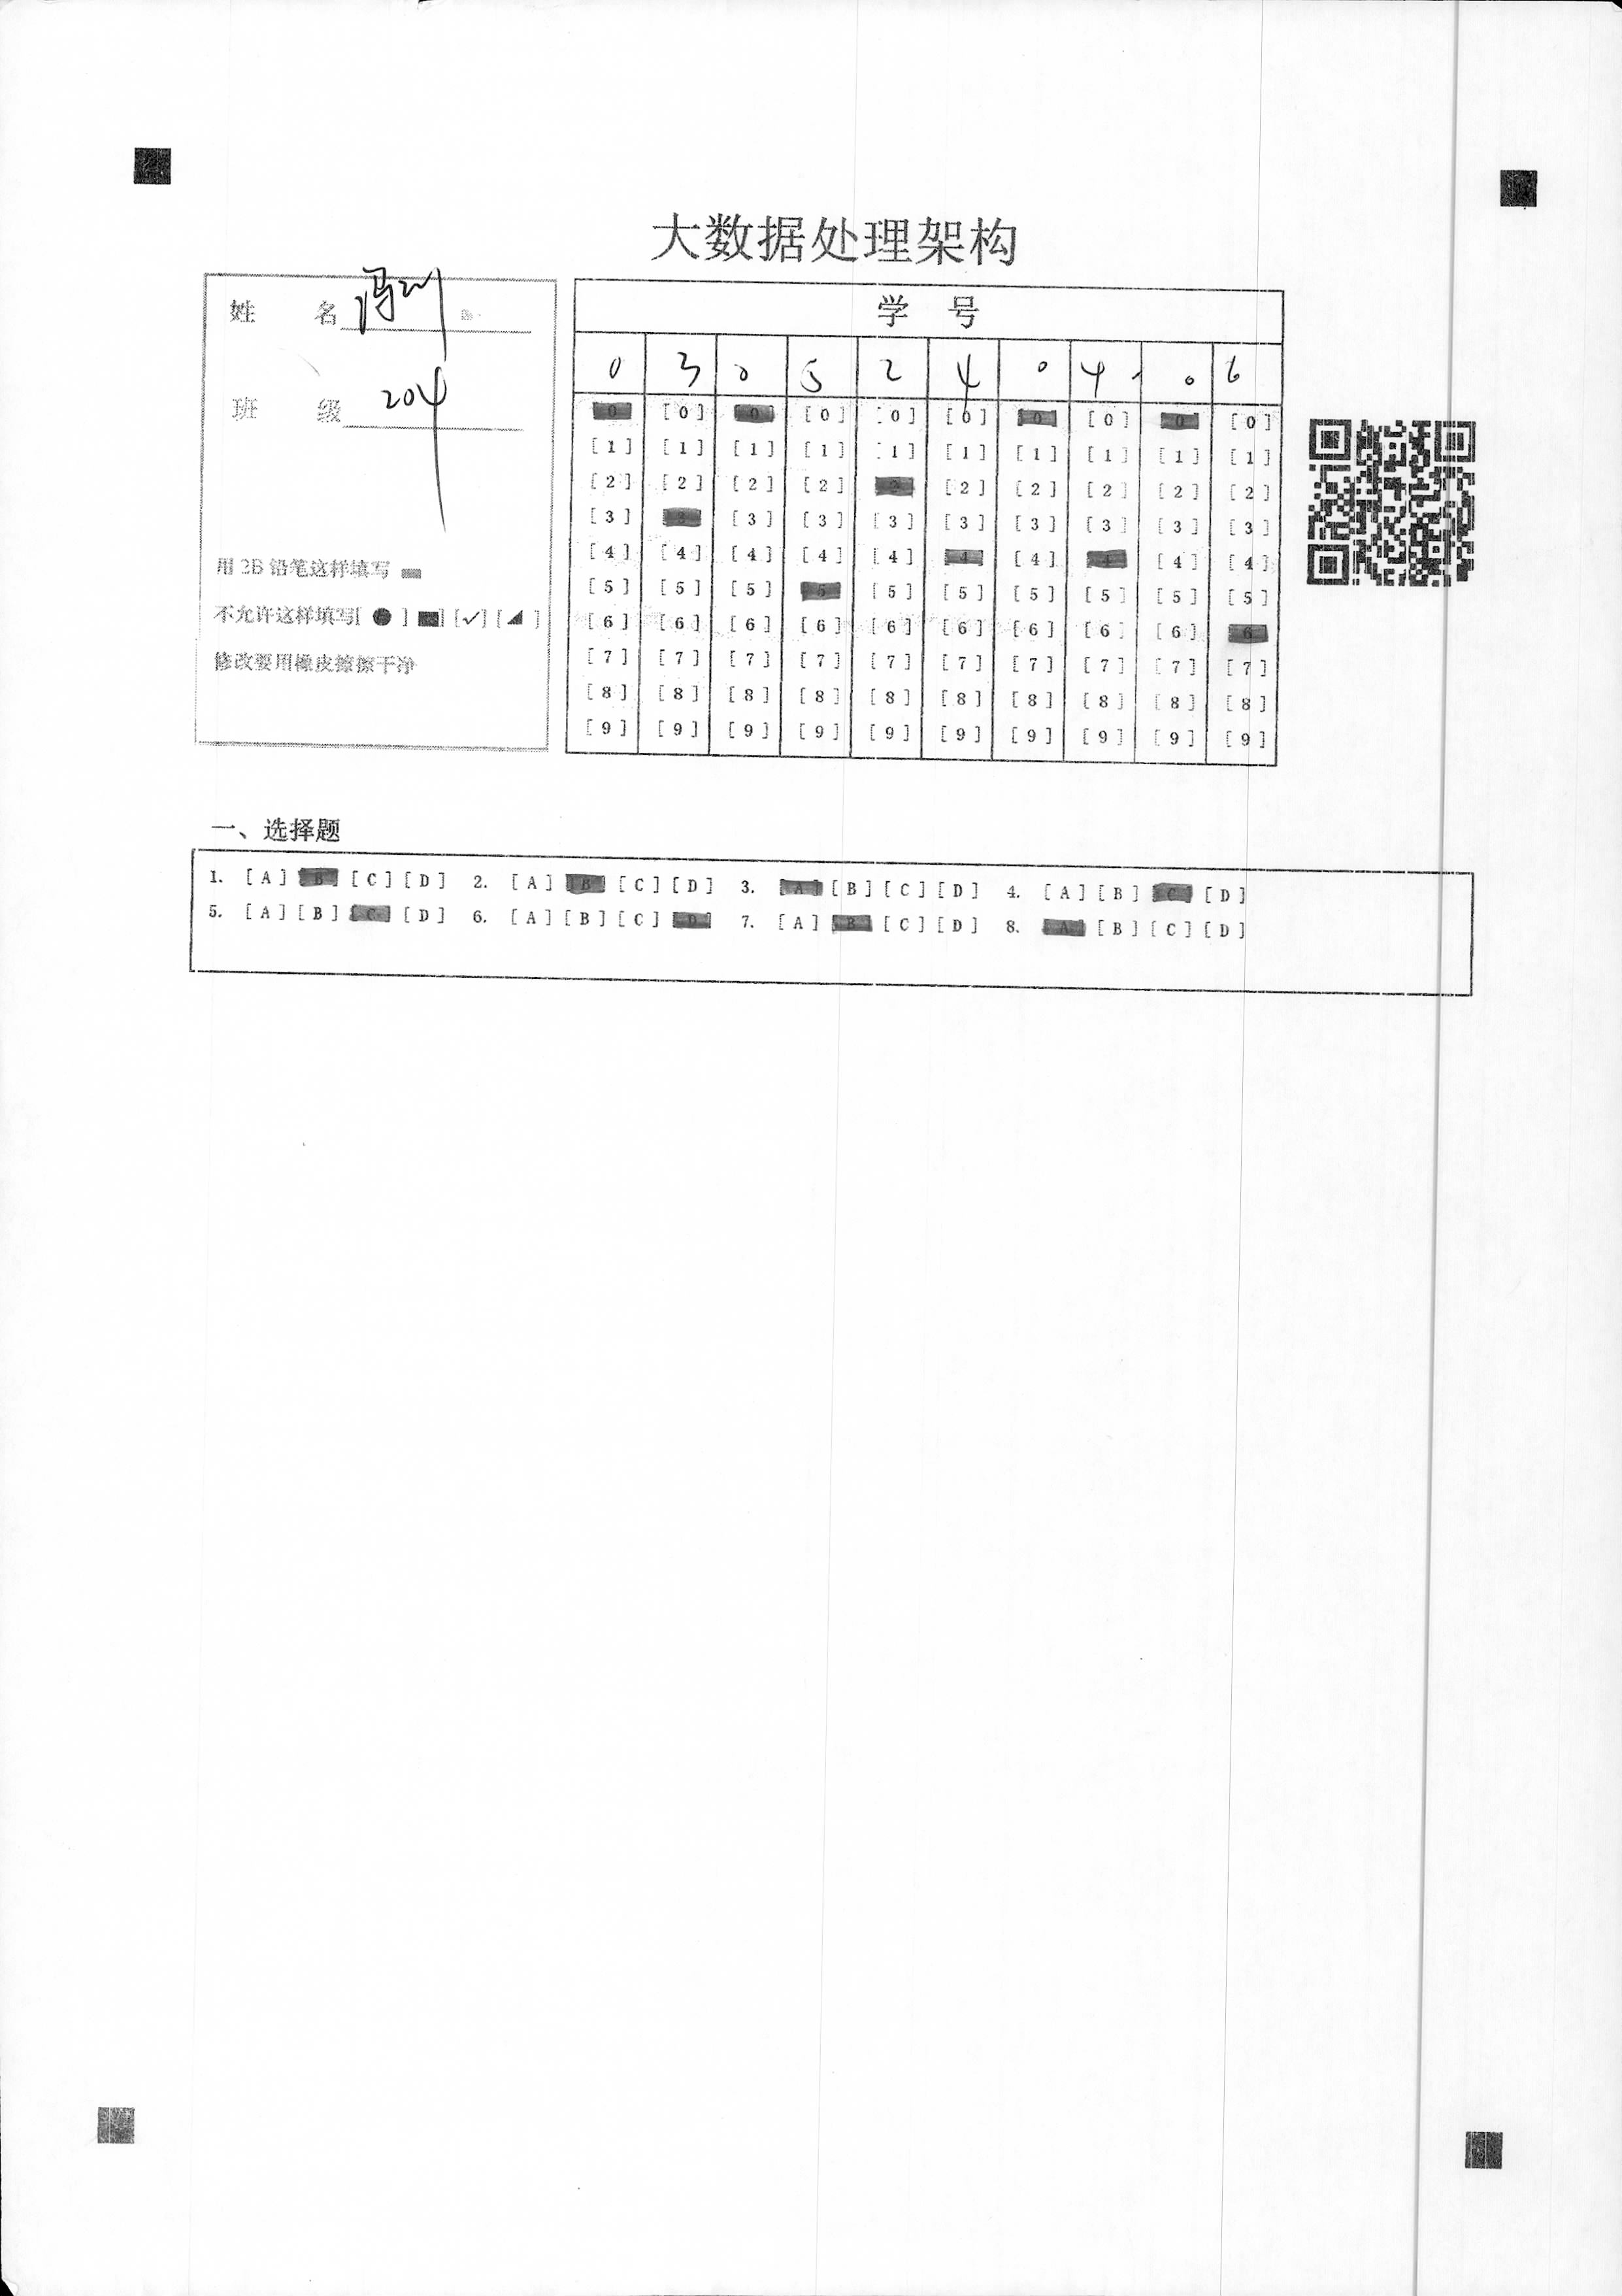 大数据处理架构
姓 名 冯
班 级 204
用 2B 铅笔这样填写
不允许这样填写[ ● ] ■ ] [✓] [◢ ]
修改要用橡皮擦擦干净
学 号
0 3 0 5 2 4 0 4 0 6
[0] [0] [0] [0] [0] [0] [0] [0] [0] [0]
[1] [1] [1] [1] [1] [1] [1] [1] [1] [1]
[2] [2] [2] [2] [2] [2] [2] [2] [2] [2]
[3] [3] [3] [3] [3] [3] [3] [3] [3] [3]
[4] [4] [4] [4] [4] [4] [4] [4] [4] [4]
[5] [5] [5] [5] [5] [5] [5] [5] [5] [5]
[6] [6] [6] [6] [6] [6] [6] [6] [6] [6]
[7] [7] [7] [7] [7] [7] [7] [7] [7] [7]
[8] [8] [8] [8] [8] [8] [8] [8] [8] [8]
[9] [9] [9] [9] [9] [9] [9] [9] [9] [9]
一、选择题
1. [A] [B] [C] [D] 2. [A] [B] [C] [D] 3. [A] [B] [C] [D] 4. [A] [B] [C] [D]
5. [A] [B] [C] [D] 6. [A] [B] [C] [D] 7. [A] [B] [C] [D] 8. [A] [B] [C] [D]